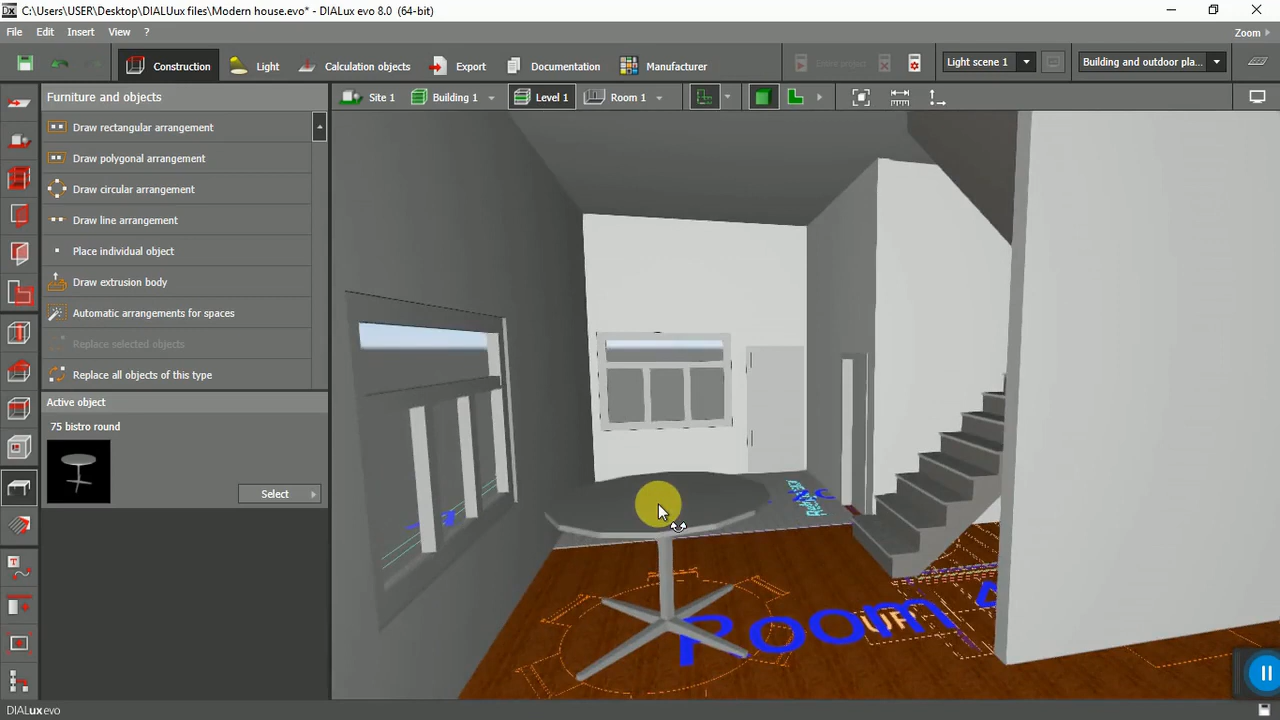 C:\Users\USER\Desktop\DIALUux files\Modern house.evo* - DIALux evo 8.0 (64-bit)
File Edit Insert View ?
Zoom
Construction Light Calculation objects Export Documentation Manufacturer
Entire project
Light scene 1
Building and outdoor pla...
Furniture and objects
Site 1 Building 1 Level 1 Room 1
Draw rectangular arrangement
Draw polygonal arrangement
Draw circular arrangement
Draw line arrangement
Place individual object
Draw extrusion body
Automatic arrangements for spaces
Replace selected objects
Replace all objects of this type
Active object
75 bistro round
Select
Room
UP
DIALux evo